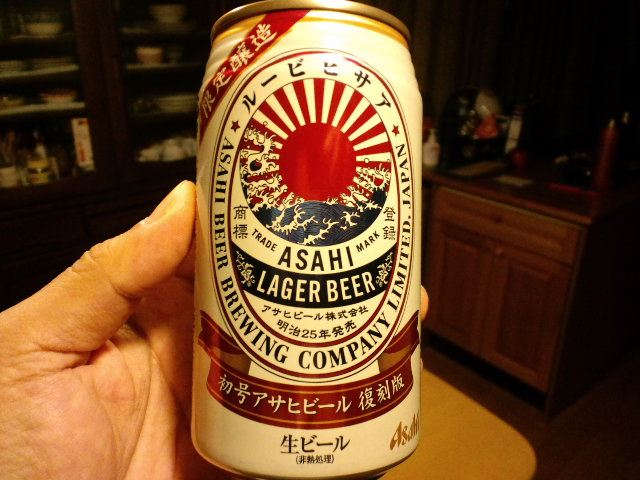 限定醸造
ルービヒサア
ASAHI BEER BREWING COMPANY LIMITED. JAPAN
商標
登録
TRADE MARK
ASAHI
LAGER BEER
アサヒビール株式会社
明治25年発売
初号アサヒビール 復刻版
生ビール
(非熱処理)
Asahi